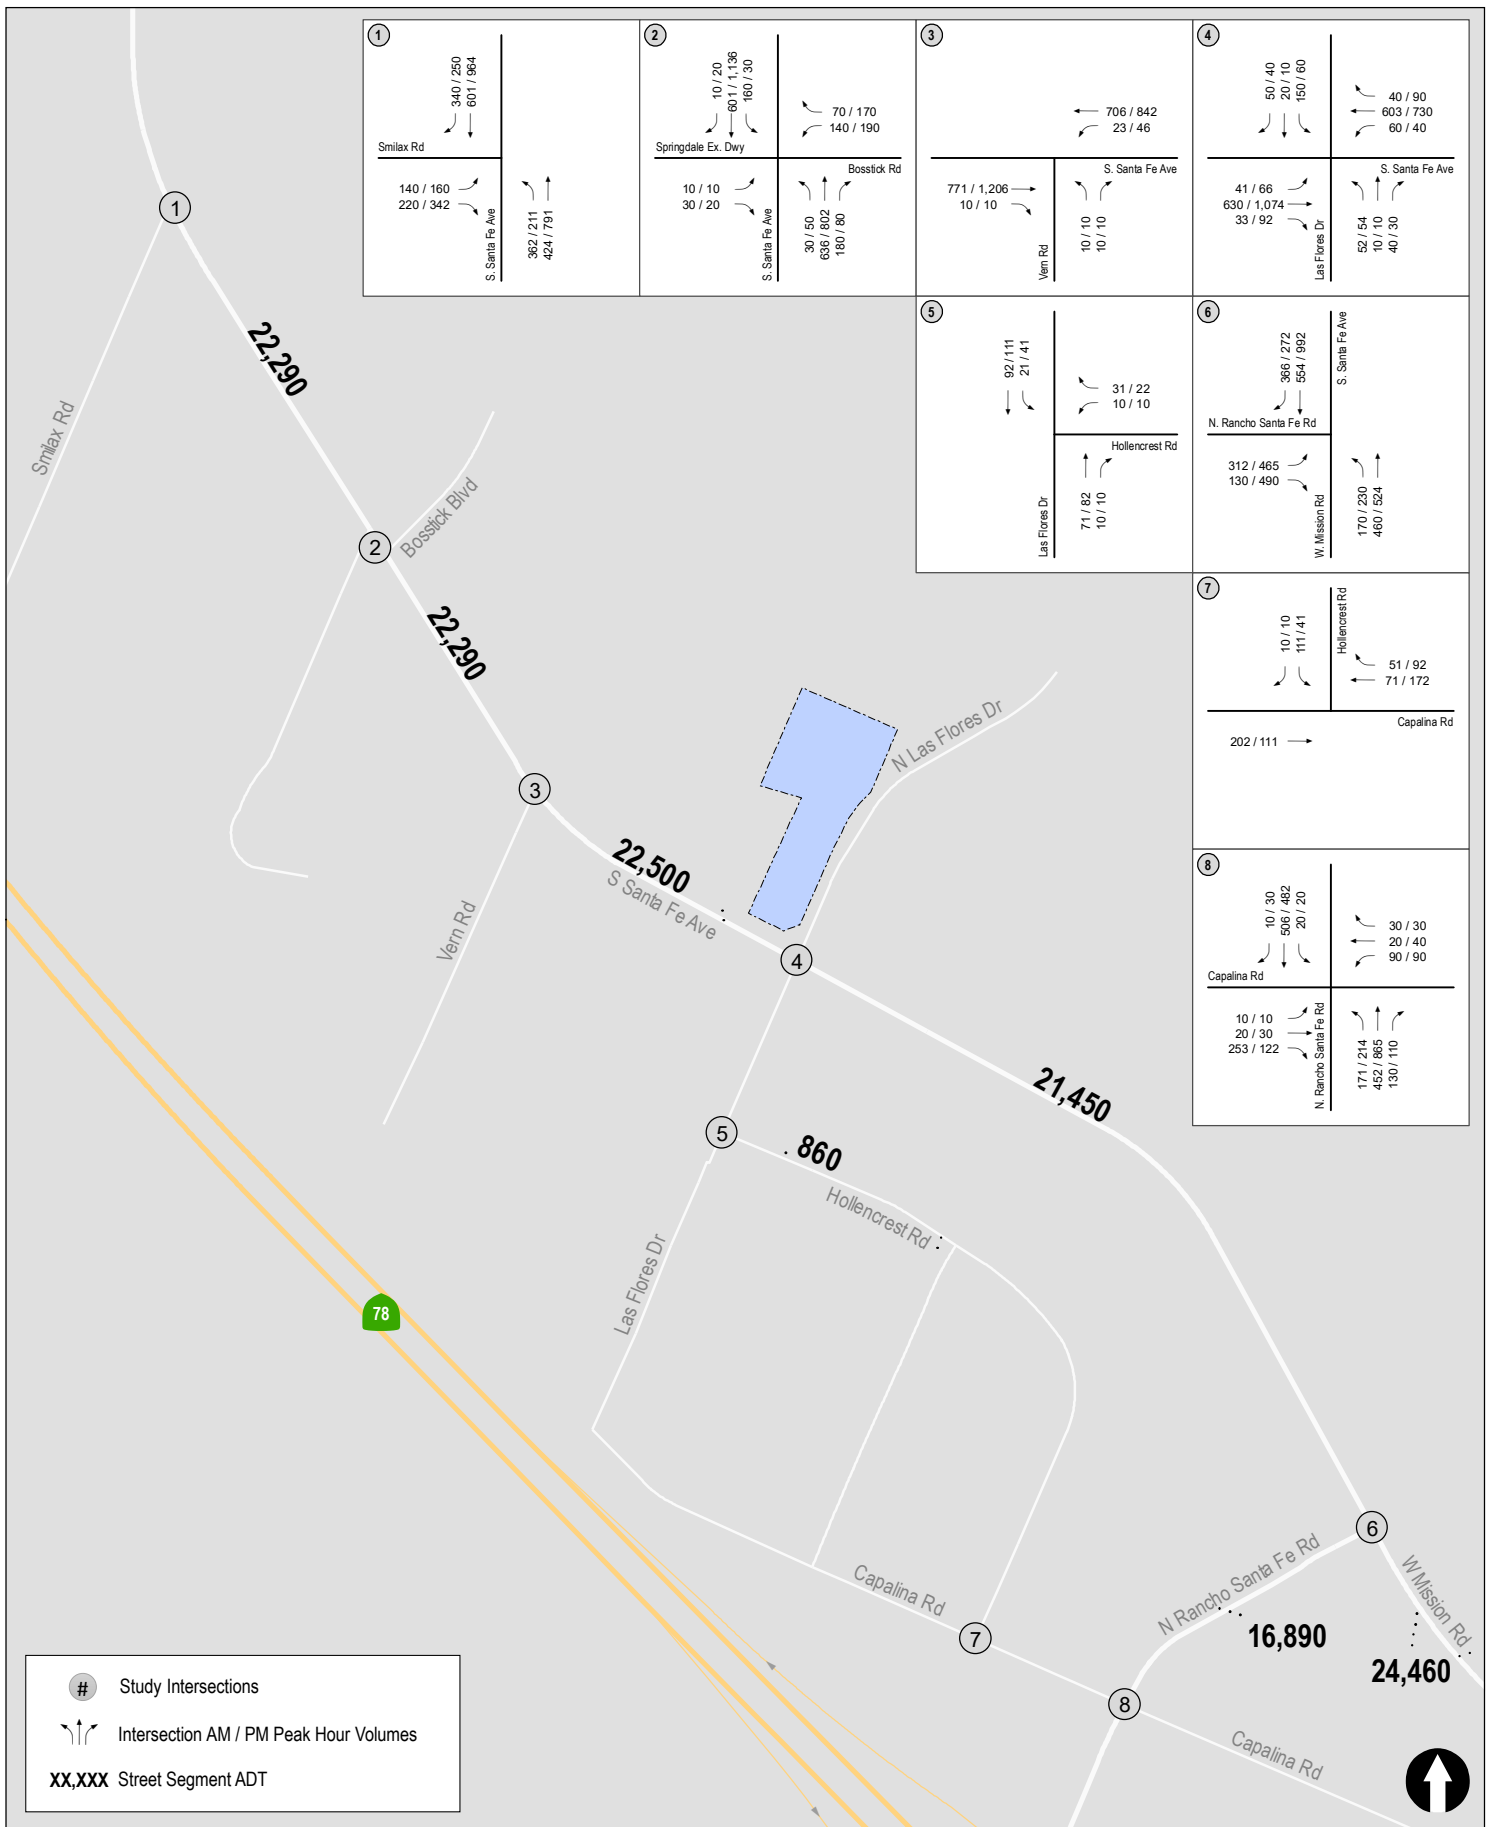 1
340 / 250
601 / 964
Smilax Rd
140 / 160
220 / 342
S. Santa Fe Ave
362 / 211
424 / 791
2
10 / 20
601 / 1,136
160 / 30
70 / 170
140 / 190
Springdale Ex. Dwy
Bosstick Rd
10 / 10
30 / 20
S. Santa Fe Ave
30 / 50
636 / 802
180 / 80
3
706 / 842
23 / 46
S. Santa Fe Ave
771 / 1,206
10 / 10
Vern Rd
10 / 10
10 / 10
4
50 / 40
20 / 10
150 / 60
40 / 90
603 / 730
60 / 40
S. Santa Fe Ave
41 / 66
630 / 1,074
33 / 92
Las Flores Dr
52 / 54
10 / 10
40 / 30
5
92 / 111
21 / 41
31 / 22
10 / 10
Hollencrest Rd
Las Flores Dr
71 / 82
10 / 10
6
366 / 272
554 / 992
S. Santa Fe Ave
N. Rancho Santa Fe Rd
312 / 465
130 / 490
W. Mission Rd
170 / 230
460 / 524
7
10 / 10
111 / 41
Hollencrest Rd
51 / 92
71 / 172
Capalina Rd
202 / 111
8
10 / 30
506 / 482
20 / 20
30 / 30
20 / 40
90 / 90
Capalina Rd
10 / 10
20 / 30
253 / 122
N. Rancho Santa Fe Rd
171 / 214
452 / 865
130 / 110
1
22,290
Smilax Rd
Bosstick Blvd
2
22,290
N Las Flores Dr
3
22,500
S Santa Fe Ave
Vern Rd
4
21,450
5
860
Hollencrest Rd
Las Flores Dr
78
6
N Rancho Santa Fe Rd
W Mission Rd
Capalina Rd
16,890
7
24,460
8
Capalina Rd
# Study Intersections
Intersection AM / PM Peak Hour Volumes
XX,XXX Street Segment ADT